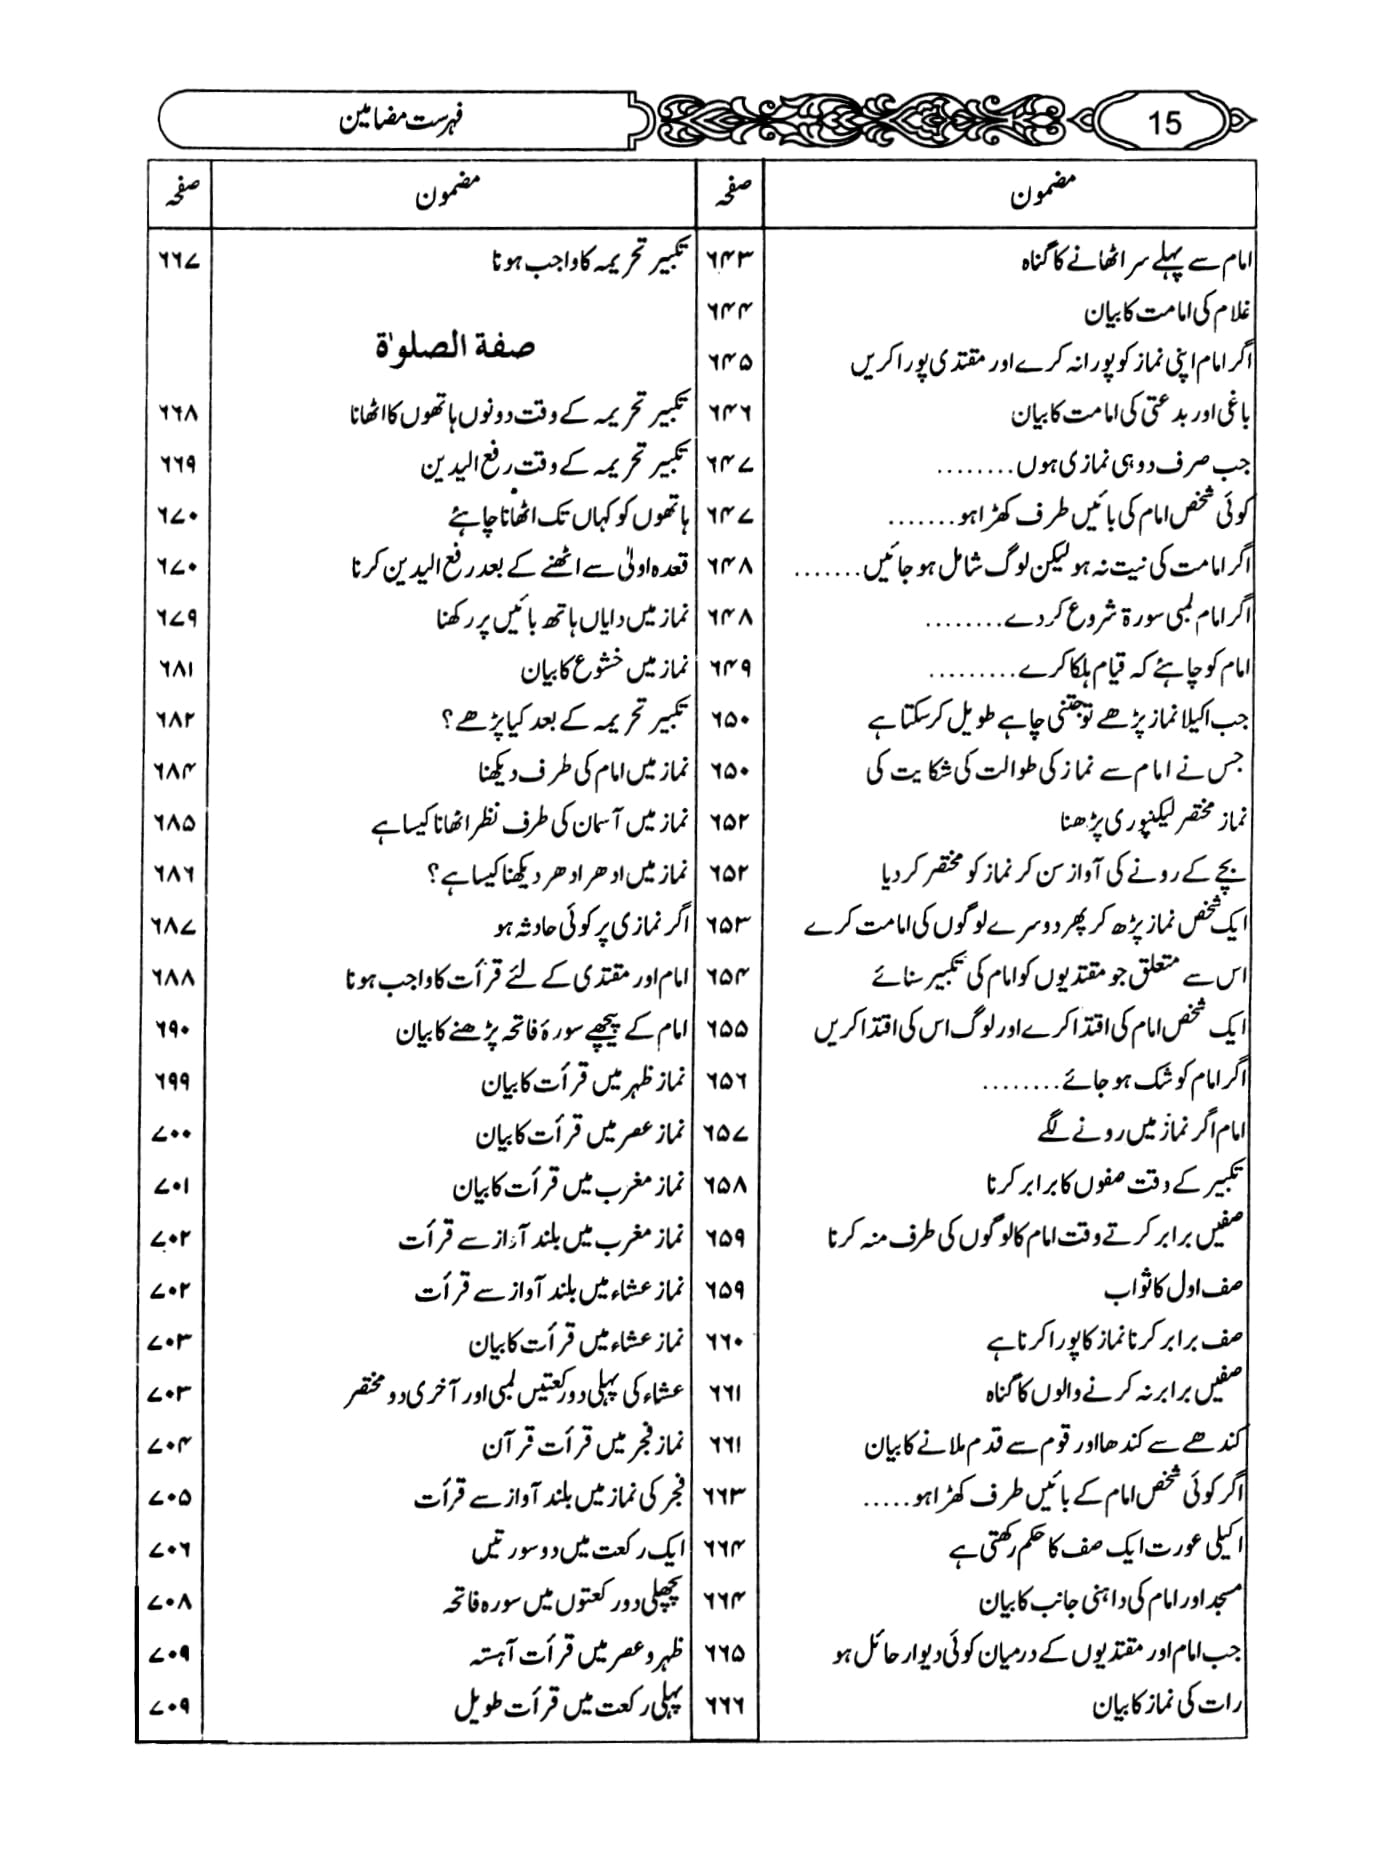 15
فہرست مضامین
مضمون صفحہ
امام سے پہلے سر اٹھانے کا گناہ ۶۴۳
غلام کی امامت کا بیان ۶۴۴
اگر امام اپنی نماز کو پورا نہ کرے اور مقتدی پورا کریں ۶۴۵
باغی اور بدعتی کی امامت کا بیان ۶۴۶
جب صرف دو ہی نمازی ہوں ........ ۶۴۷
کوئی شخص امام کی بائیں طرف کھڑا ہو ....... ۶۴۷
اگر امامت کی نیت نہ ہو لیکن لوگ شامل ہو جائیں ....... ۶۴۸
اگر امام لمبی سورۃ شروع کر دے ........ ۶۴۸
امام کو چاہئے کہ قیام ہلکا کرے ......... ۶۴۹
جب اکیلا نماز پڑھے تو جتنی چاہے طویل کر سکتا ہے ۶۵۰
جس نے امام سے نماز کی طوالت کی شکایت کی ۶۵۰
نماز مختصر لیکنپوری پڑھنا ۶۵۲
بچے کے رونے کی آواز سن کر نماز کو مختصر کر دیا ۶۵۲
ایک شخص نماز پڑھ کر پھر دوسرے لوگوں کی امامت کرے ۶۵۳
اس سے متعلق جو مقتدیوں کو امام کی تکبیر سنائے ۶۵۴
ایک شخص امام کی اقتدا کرے اور لوگ اس کی اقتدا کریں ۶۵۵
اگر امام کو شک ہو جائے ........ ۶۵۶
امام اگر نماز میں رونے لگے ۶۵۷
تکبیر کے وقت صفوں کا برابر کرنا ۶۵۸
صفیں برابر کرتے وقت امام کا لوگوں کی طرف منہ کرنا ۶۵۹
صف اول کا ثواب ۶۵۹
صف برابر کرنا نماز کا پورا کرنا ہے ۶۶۰
صفیں برابر نہ کرنے والوں کا گناہ ۶۶۱
کندھے سے کندھا اور قوم سے قدم ملانے کا بیان ۶۶۱
اگر کوئی شخص امام کے بائیں طرف کھڑا ہو ..... ۶۶۳
اکیلی عورت ایک صف کا حکم رکھتی ہے ۶۶۴
مسجد اور امام کی داہنی جانب کا بیان ۶۶۴
جب امام اور مقتدیوں کے درمیان کوئی دیوار حائل ہو ۶۶۵
رات کی نماز کا بیان ۶۶۶
مضمون صفحہ
تکبیر تحریمہ کا واجب ہونا ۶۶۷
صفة الصلوٰة
تکبیر تحریمہ کے وقت دونوں ہاتھوں کا اٹھانا ۶۶۸
تکبیر تحریمہ کے وقت رفع الیدین ۶۶۹
ہاتھوں کو کہاں تک اٹھانا چاہئے ۶۷۰
قعدہ اولیٰ سے اٹھنے کے بعد رفع الیدین کرنا ۶۷۰
نماز میں دایاں ہاتھ بائیں پر رکھنا ۶۷۹
نماز میں خشوع کا بیان ۶۸۱
تکبیر تحریمہ کے بعد کیا پڑھے؟ ۶۸۲
نماز میں امام کی طرف دیکھنا ۶۸۴
نماز میں آسمان کی طرف نظر اٹھانا کیسا ہے ۶۸۵
نماز میں ادھر ادھر دیکھنا کیسا ہے؟ ۶۸۶
اگر نمازی پر کوئی حادثہ ہو ۶۸۷
امام اور مقتدی کے لئے قرأت کا واجب ہونا ۶۸۸
امام کے پیچھے سورۂ فاتحہ پڑھنے کا بیان ۶۹۰
نماز ظہر میں قرأت کا بیان ۶۹۹
نماز عصر میں قرأت کا بیان ۷۰۰
نماز مغرب میں قرأت کا بیان ۷۰۱
نماز مغرب میں بلند آواز سے قرأت ۷۰۲
نماز عشاء میں بلند آواز سے قرأت ۷۰۲
نماز عشاء میں قرأت کا بیان ۷۰۳
عشاء کی پہلی دو رکعتیں لمبی اور آخری دو مختصر ۷۰۳
نماز فجر میں قرأت قرآن ۷۰۴
فجر کی نماز میں بلند آواز سے قرأت ۷۰۵
ایک رکعت میں دو سورتیں ۷۰۶
پچھلی دو رکعتوں میں سورہ فاتحہ ۷۰۸
ظہر و عصر میں قرأت آہستہ ۷۰۹
پہلی رکعت میں قرأت طویل ۷۰۹